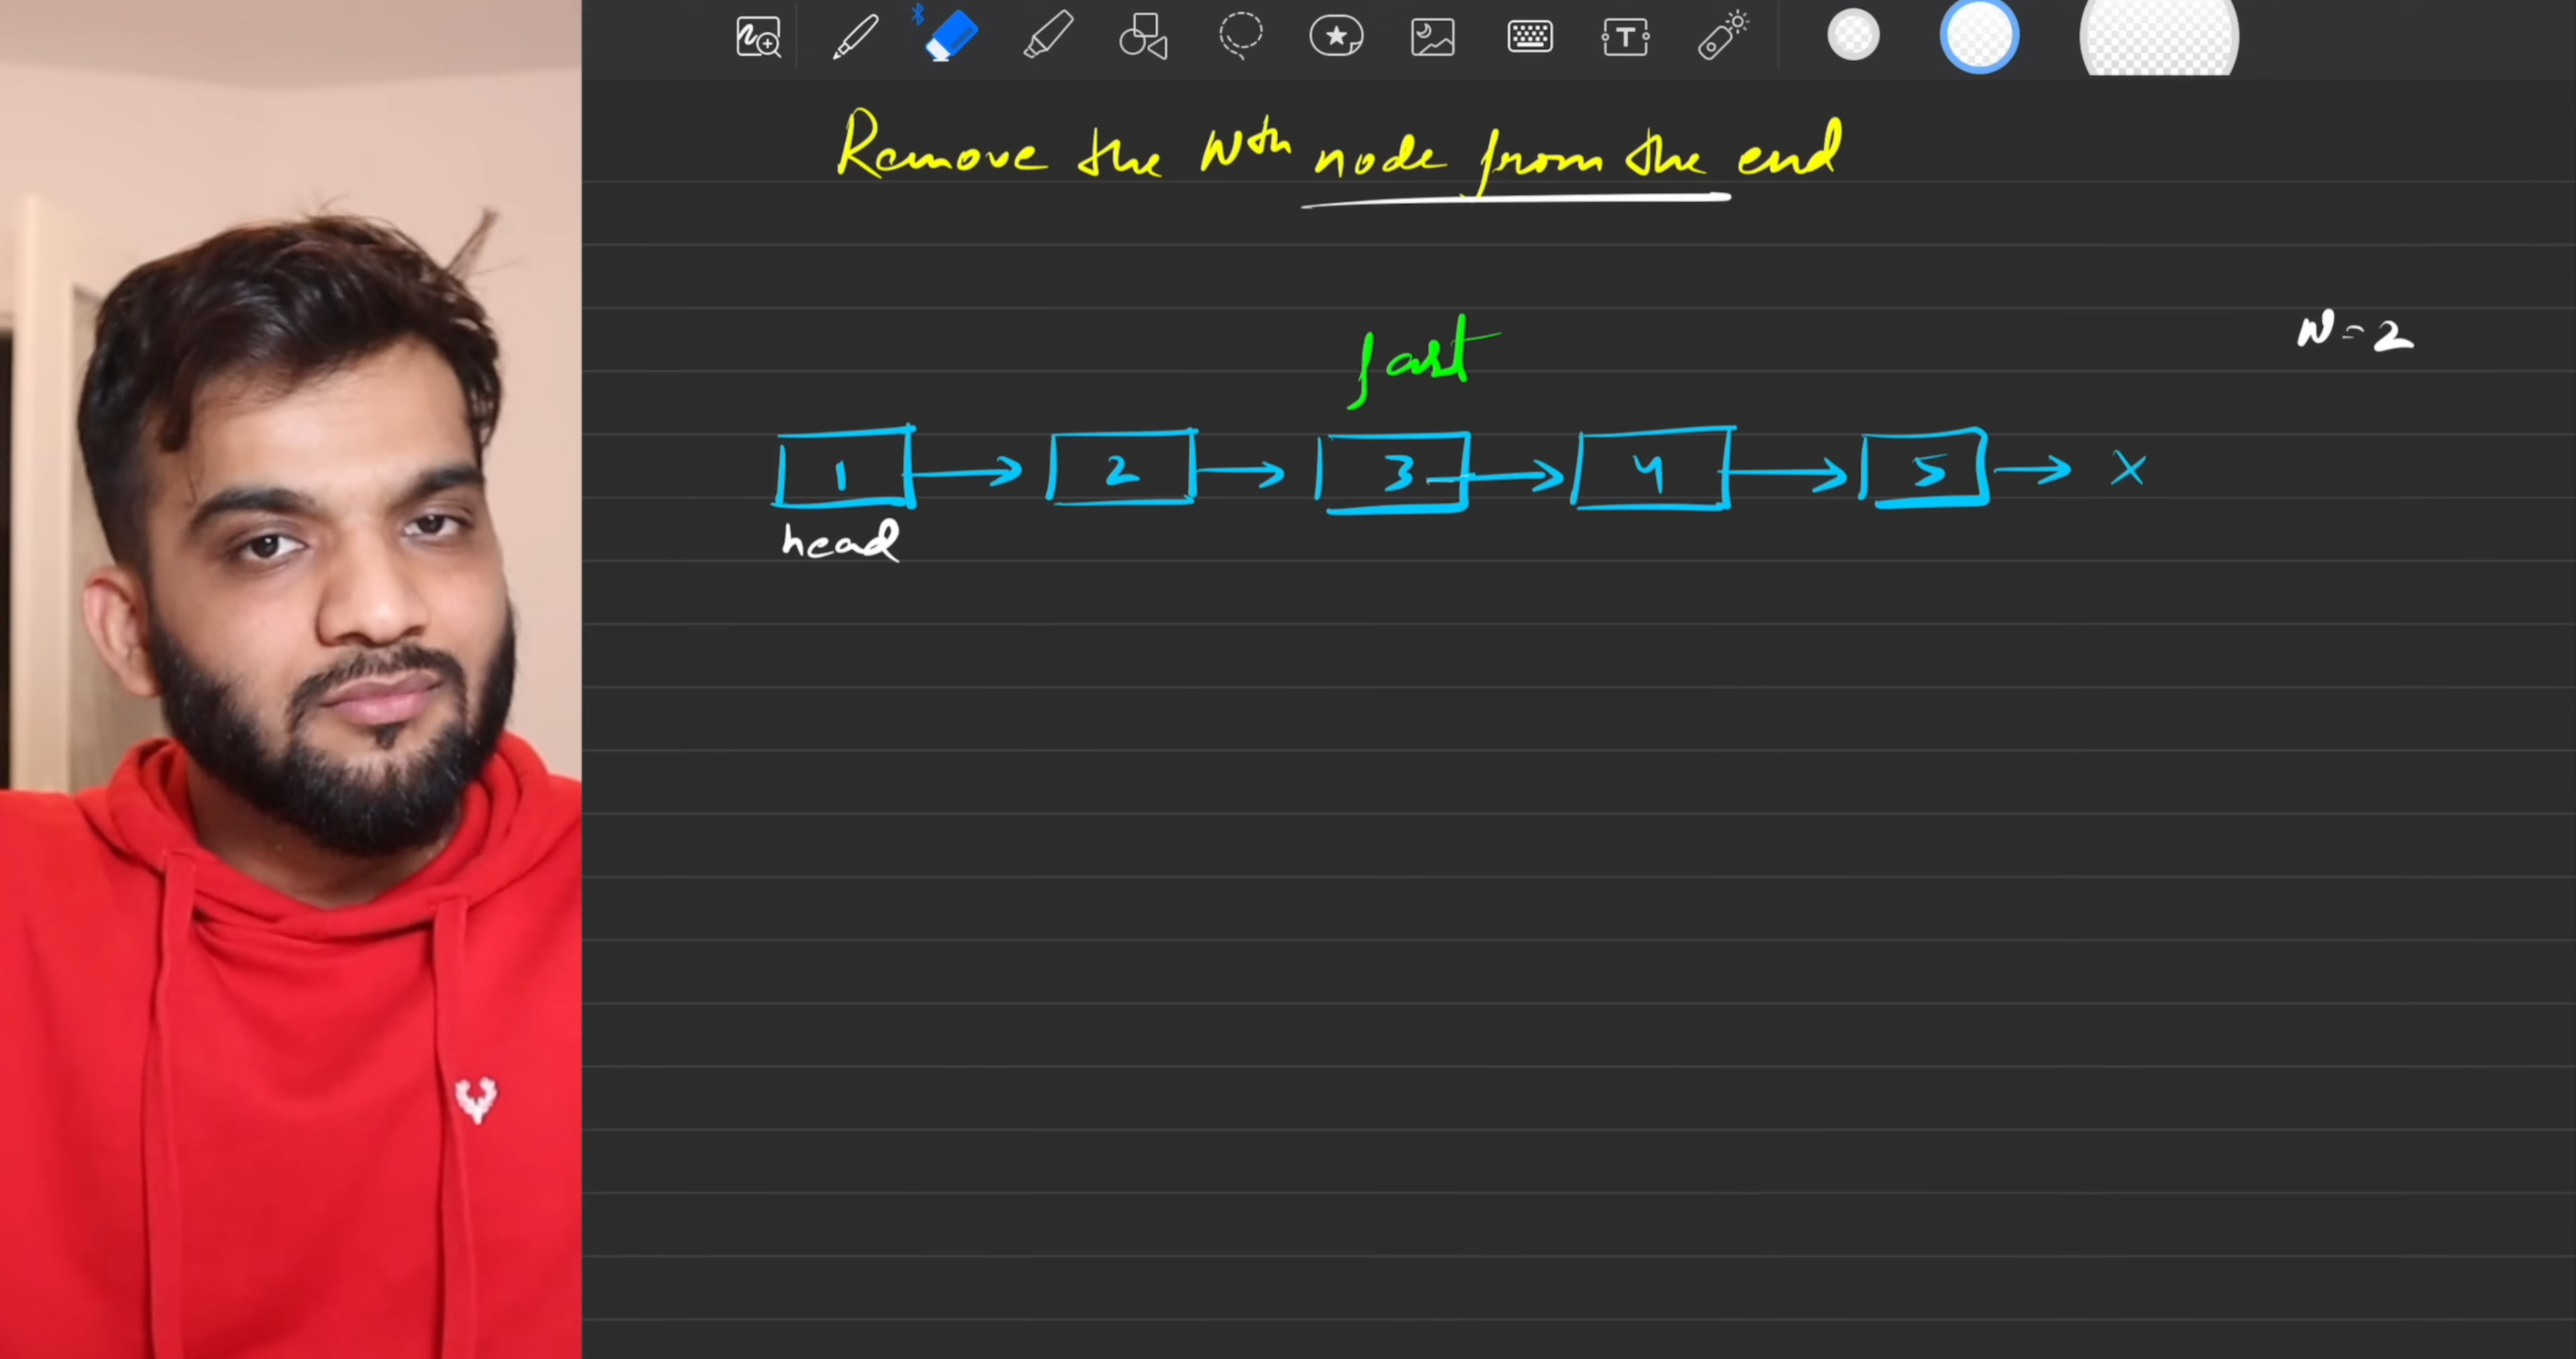 Remove the Nth node from the end
N=2
fast
1 → 2 → 3 → 4 → 5 → X
head